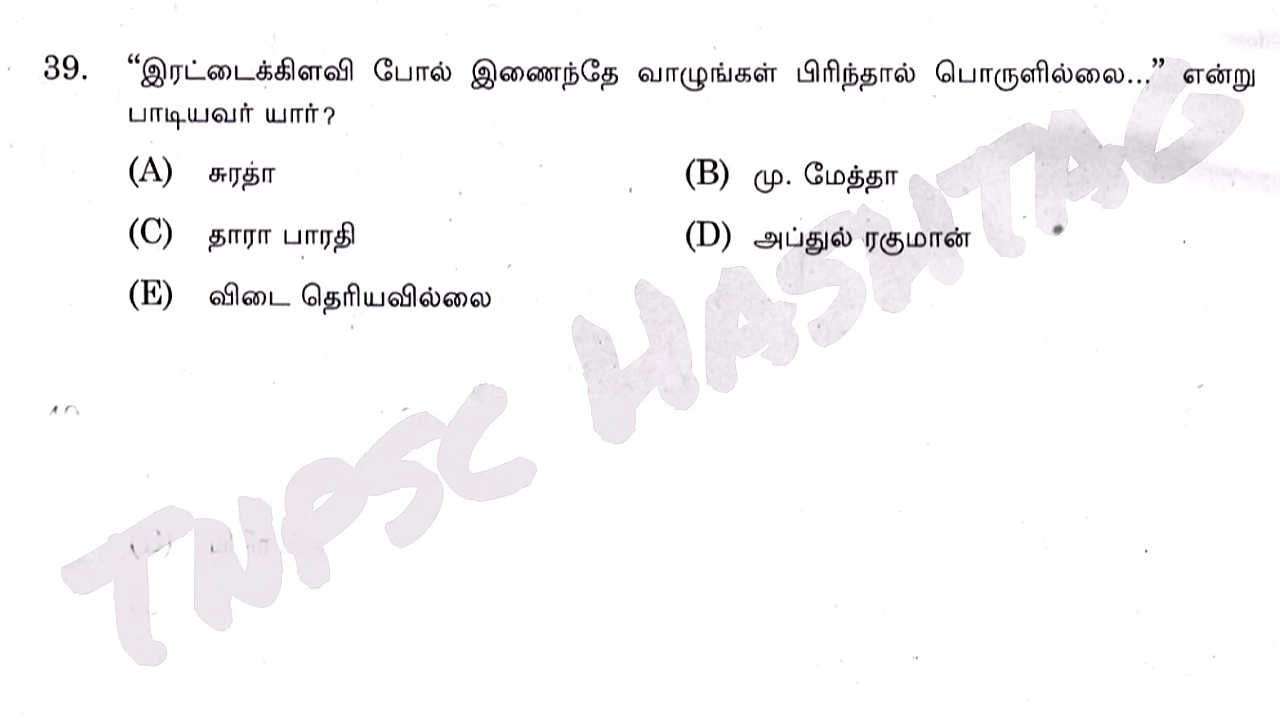 39. “இரட்டைக்கிளவி போல் இணைந்தே வாழுங்கள் பிரிந்தால் பொருளில்லை...” என்று
பாடியவர் யார்?
(A) சுரதா
(B) மு. மேத்தா
(C) தாரா பாரதி
(D) அப்துல் ரகுமான்
(E) விடை தெரியவில்லை
TNPSC HASHTAG